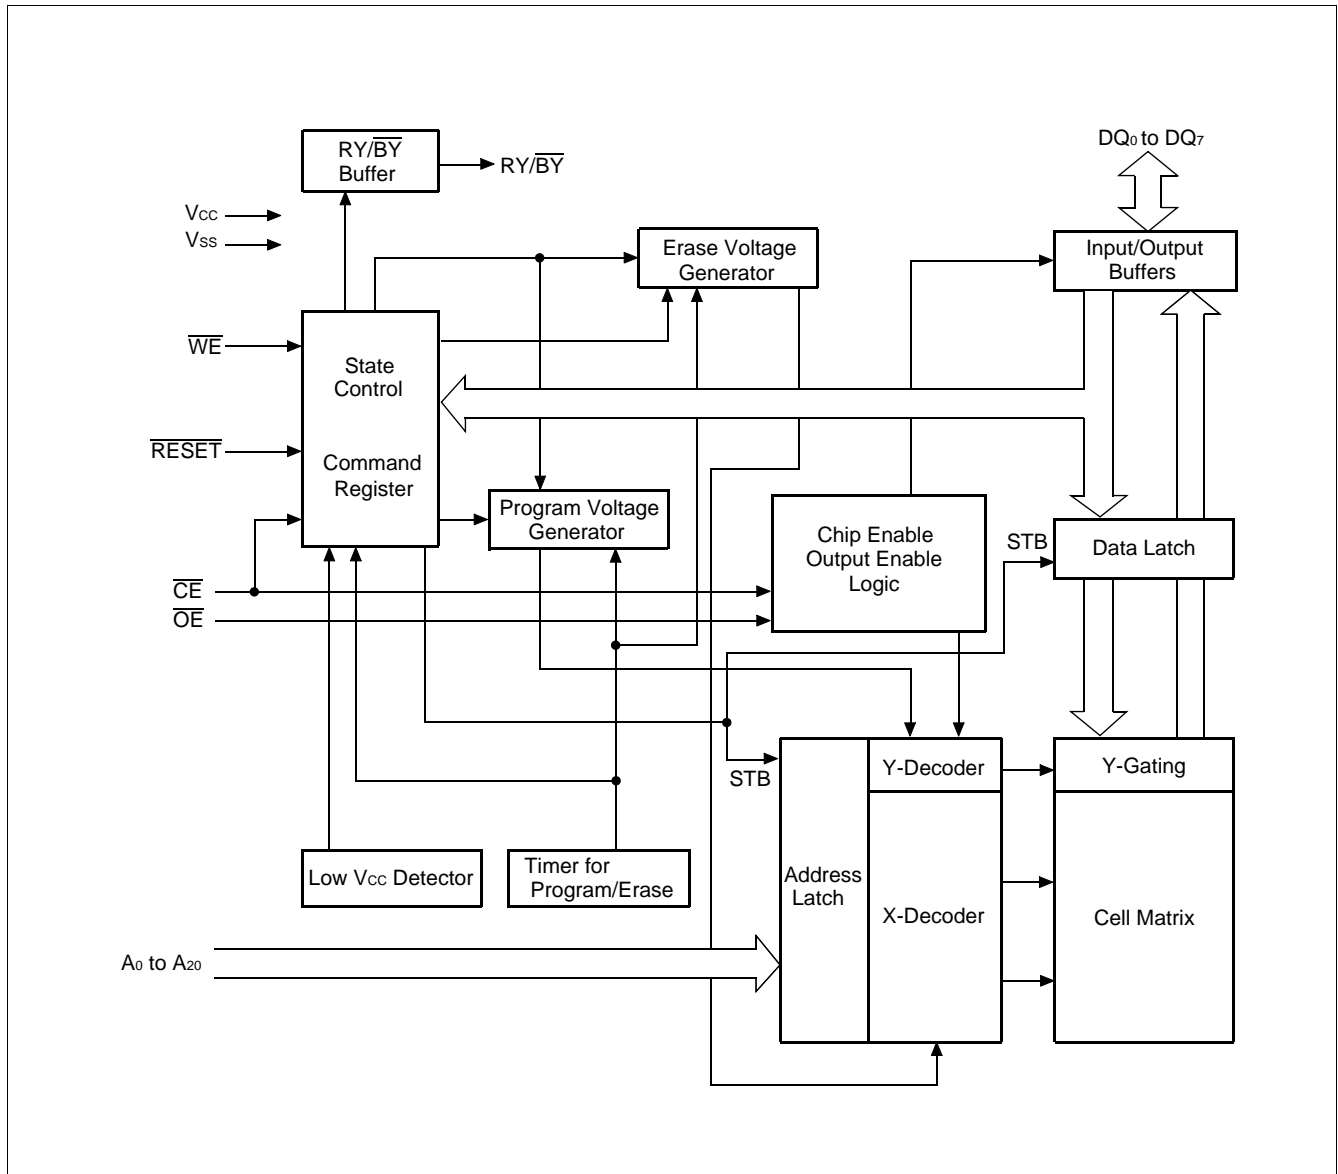 RY/BY
Buffer
RY/BY
DQ0 to DQ7
VCC
VSS
Erase Voltage
Generator
Input/Output
Buffers
WE
State
Control
RESET
Command
Register
Program Voltage
Generator
Chip Enable
Output Enable
Logic
STB
Data Latch
CE
OE
STB
Y-Decoder
Y-Gating
Low VCC Detector
Timer for
Program/Erase
Address
Latch
X-Decoder
Cell Matrix
A0 to A20